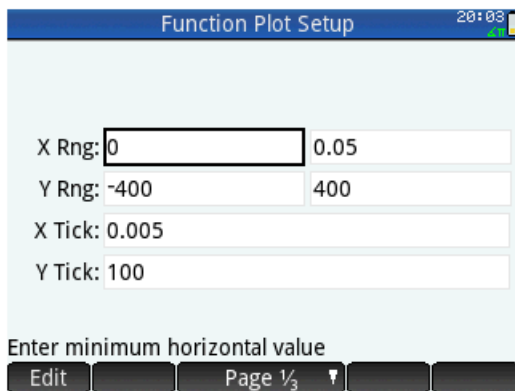 Function Plot Setup
20:03
∠π
X Rng: 0 0.05
Y Rng: -400 400
X Tick: 0.005
Y Tick: 100
Enter minimum horizontal value
Edit Page ⅓